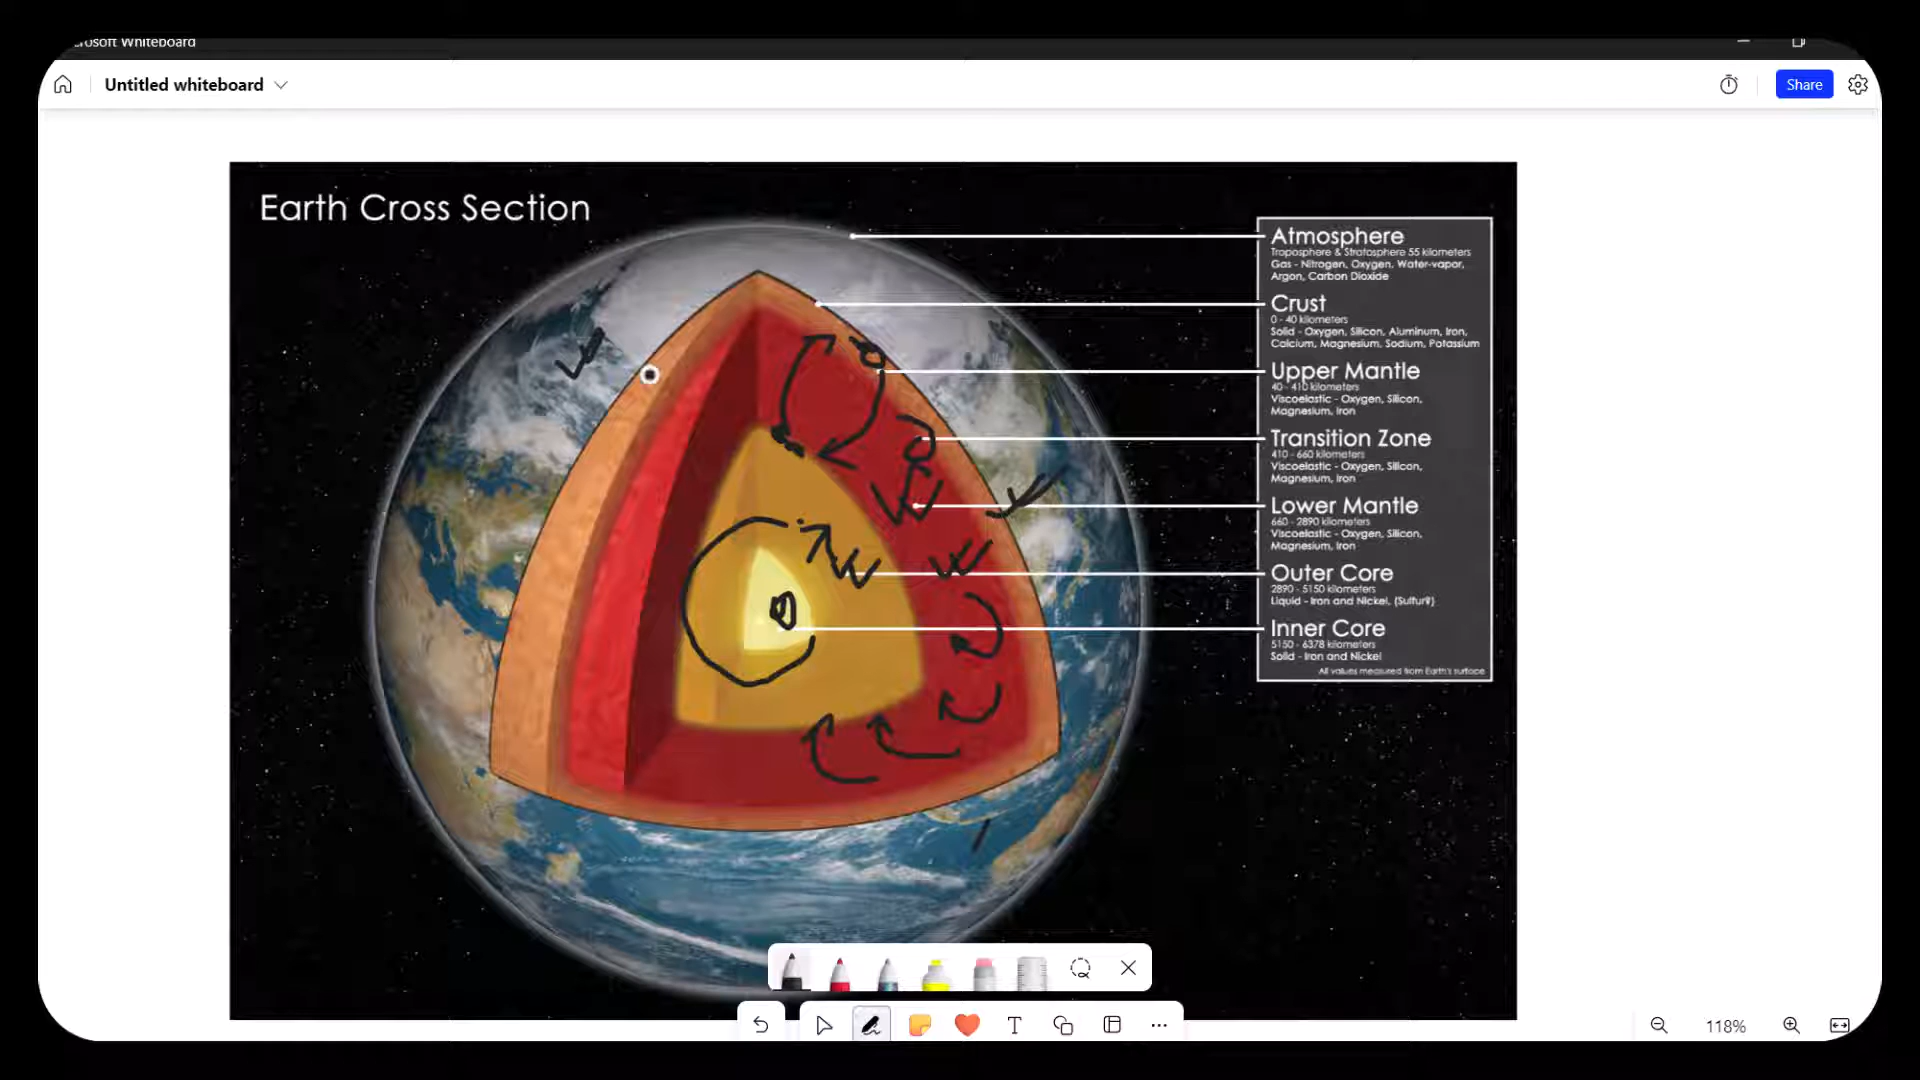 rosoft Whiteboard
Untitled whiteboard
Share
Earth Cross Section
Atmosphere
Troposphere & Stratosphere 55 kilometers
Gas - Nitrogen, Oxygen, Water-vapor,
Argon, Carbon Dioxide
Crust
0 - 40 kilometers
Solid - Oxygen, Silicon, Aluminum, Iron,
Calcium, Magnesium, Sodium, Potassium
Upper Mantle
40 - 410 kilometers
Viscoelastic - Oxygen, Silicon,
Magnesium, Iron
Transition Zone
410 - 660 kilometers
Viscoelastic - Oxygen, Silicon,
Magnesium, Iron
Lower Mantle
660 - 2890 kilometers
Viscoelastic - Oxygen, Silicon,
Magnesium, Iron
Outer Core
2890 - 5150 kilometers
Liquid - Iron and Nickel, (Sulfur?)
Inner Core
5150 - 6378 kilometers
Solid - Iron and Nickel
All values measured from Earth's surface
118%